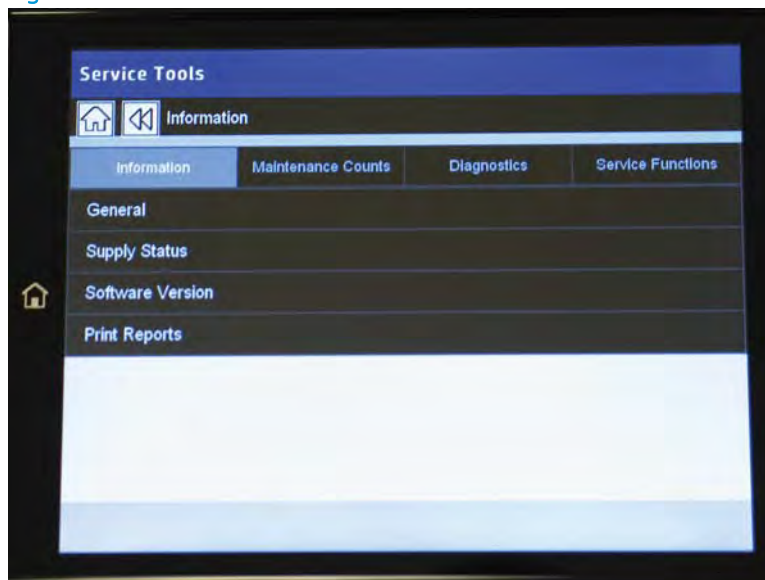 Service Tools
Information
Information Maintenance Counts Diagnostics Service Functions
General
Supply Status
Software Version
Print Reports